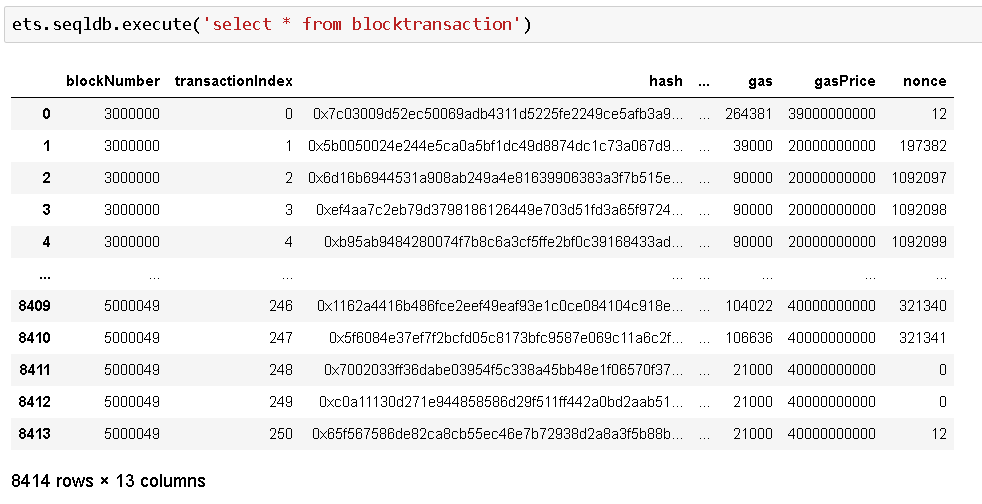 ets.seqldb.execute('select * from blocktransaction')
blockNumber transactionIndex hash ... gas gasPrice nonce
0 3000000 0 0x7c03009d52ec50069adb4311d5225fe2249ce5afb3a9... ... 264381 39000000000 12
1 3000000 1 0x5b0050024e244e5ca0a5bf1dc49d8874dc1c73a067d9... ... 39000 20000000000 197382
2 3000000 2 0x6d16b6944531a908ab249a4e81639906383a3f7b515e... ... 90000 20000000000 1092097
3 3000000 3 0xef4aa7c2eb79d3798186126449e703d51fd3a65f9724... ... 90000 20000000000 1092098
4 3000000 4 0xb95ab9484280074f7b8c6a3cf5ffe2bf0c39168433ad... ... 90000 20000000000 1092099
... ... ... ... ... ... ... ...
8409 5000049 246 0x1162a4416b486fce2eef49eaf93e1c0ce084104c918e... ... 104022 40000000000 321340
8410 5000049 247 0x5f6084e37ef7f2bcfd05c8173bfc9587e069c11a6c2f... ... 106636 40000000000 321341
8411 5000049 248 0x7002033ff36dabe03954f5c338a45bb48e1f06570f37... ... 21000 40000000000 0
8412 5000049 249 0xc0a11130d271e944858586d29f511ff442a0bd2aab51... ... 21000 40000000000 0
8413 5000049 250 0x65f567586de82ca8cb55ec46e7b72938d2a8a3f5b88b... ... 21000 40000000000 12
8414 rows × 13 columns